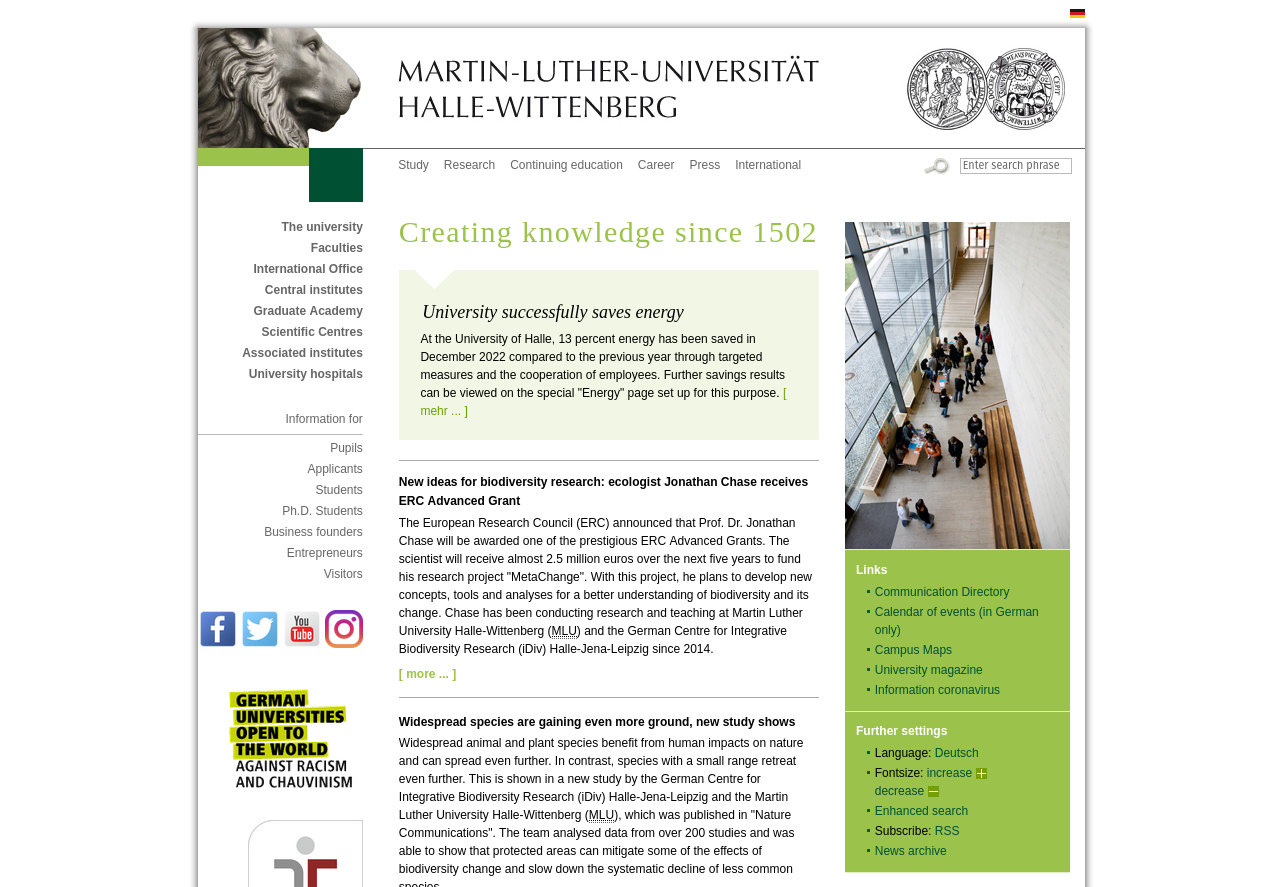 MARTIN-LUTHER-UNIVERSITÄT
HALLE-WITTENBERG
Study Research Continuing education Career Press International
Enter search phrase
The university
Faculties
International Office
Central institutes
Graduate Academy
Scientific Centres
Associated institutes
University hospitals
Information for
Pupils
Applicants
Students
Ph.D. Students
Business founders
Entrepreneurs
Visitors
You
Tube
GERMAN
UNIVERSITIES
OPEN TO
THE WORLD
AGAINST RACISM
AND CHAUVINISM
Creating knowledge since 1502
University successfully saves energy
At the University of Halle, 13 percent energy has been saved in
December 2022 compared to the previous year through targeted
measures and the cooperation of employees. Further savings results
can be viewed on the special "Energy" page set up for this purpose. [
mehr ... ]
New ideas for biodiversity research: ecologist Jonathan Chase receives
ERC Advanced Grant
The European Research Council (ERC) announced that Prof. Dr. Jonathan
Chase will be awarded one of the prestigious ERC Advanced Grants. The
scientist will receive almost 2.5 million euros over the next five years to fund
his research project "MetaChange". With this project, he plans to develop new
concepts, tools and analyses for a better understanding of biodiversity and its
change. Chase has been conducting research and teaching at Martin Luther
University Halle-Wittenberg (MLU) and the German Centre for Integrative
Biodiversity Research (iDiv) Halle-Jena-Leipzig since 2014.
[ more ... ]
Widespread species are gaining even more ground, new study shows
Widespread animal and plant species benefit from human impacts on nature
and can spread even further. In contrast, species with a small range retreat
even further. This is shown in a new study by the German Centre for
Integrative Biodiversity Research (iDiv) Halle-Jena-Leipzig and the Martin
Luther University Halle-Wittenberg (MLU), which was published in "Nature
Communications". The team analysed data from over 200 studies and was
able to show that protected areas can mitigate some of the effects of
biodiversity change and slow down the systematic decline of less common
species.
Links
Communication Directory
Calendar of events (in German
only)
Campus Maps
University magazine
Information coronavirus
Further settings
Language: Deutsch
Fontsize: increase
decrease
Enhanced search
Subscribe: RSS
News archive